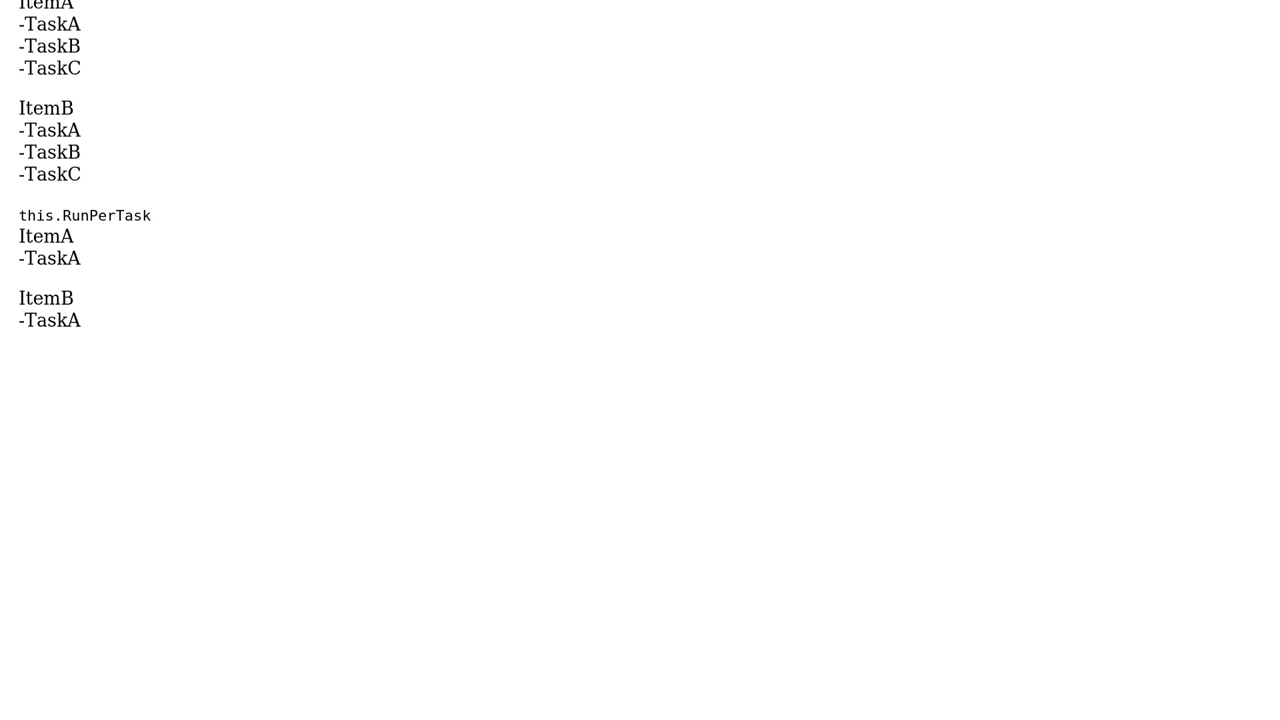 ItemA
-TaskA
-TaskB
-TaskC
ItemB
-TaskA
-TaskB
-TaskC
this.RunPerTask
ItemA
-TaskA
ItemB
-TaskA